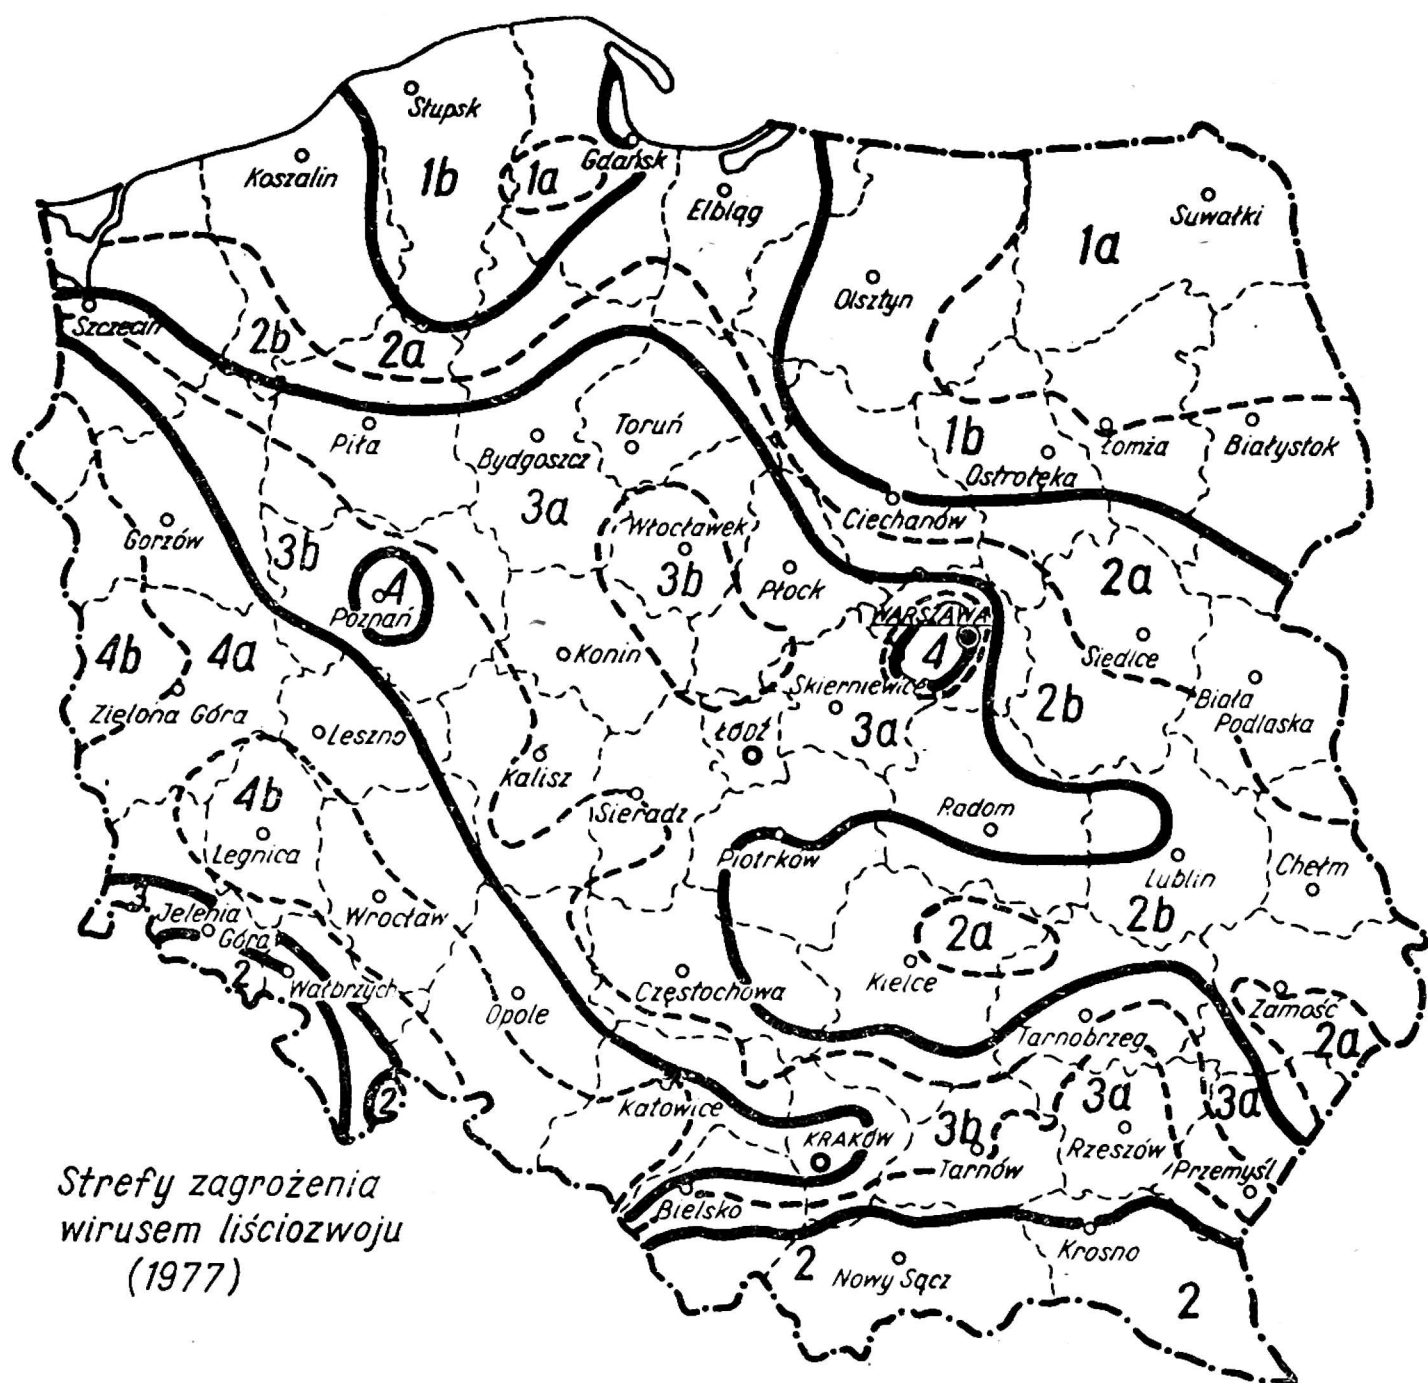 Słupsk
Koszalin
1b
1a
Gdańsk
Elbląg
Suwałki
1a
Olsztyn
Szczecin
2b
2a
Piła
Toruń
Bydgoszcz
1b
Łomża
Białystok
Ostrołęka
3a
Ciechanów
Gorzów
Włocławek
3b
3b
2a
4
Poznań
Płock
WARSZAWA
4
Siedlce
4b
4a
Konin
Skierniewice
2b
Biała
Podlaska
Zielona Góra
Leszno
ŁÓDŹ
3a
Kalisz
4b
Sieradz
Radom
Legnica
Piotrków
Lublin
Chełm
3
Jelenia
Góra
Wrocław
2a
2b
2
Wałbrzych
Opole
Częstochowa
Kielce
Zamość
Tarnobrzeg
2a
2
Katowice
KRAKÓW
3b
3a
3a
Rzeszów
Tarnów
Przemyśl
Bielsko
Krosno
2
Nowy Sącz
2
Strefy zagrożenia
wirusem liściozwoju
(1977)